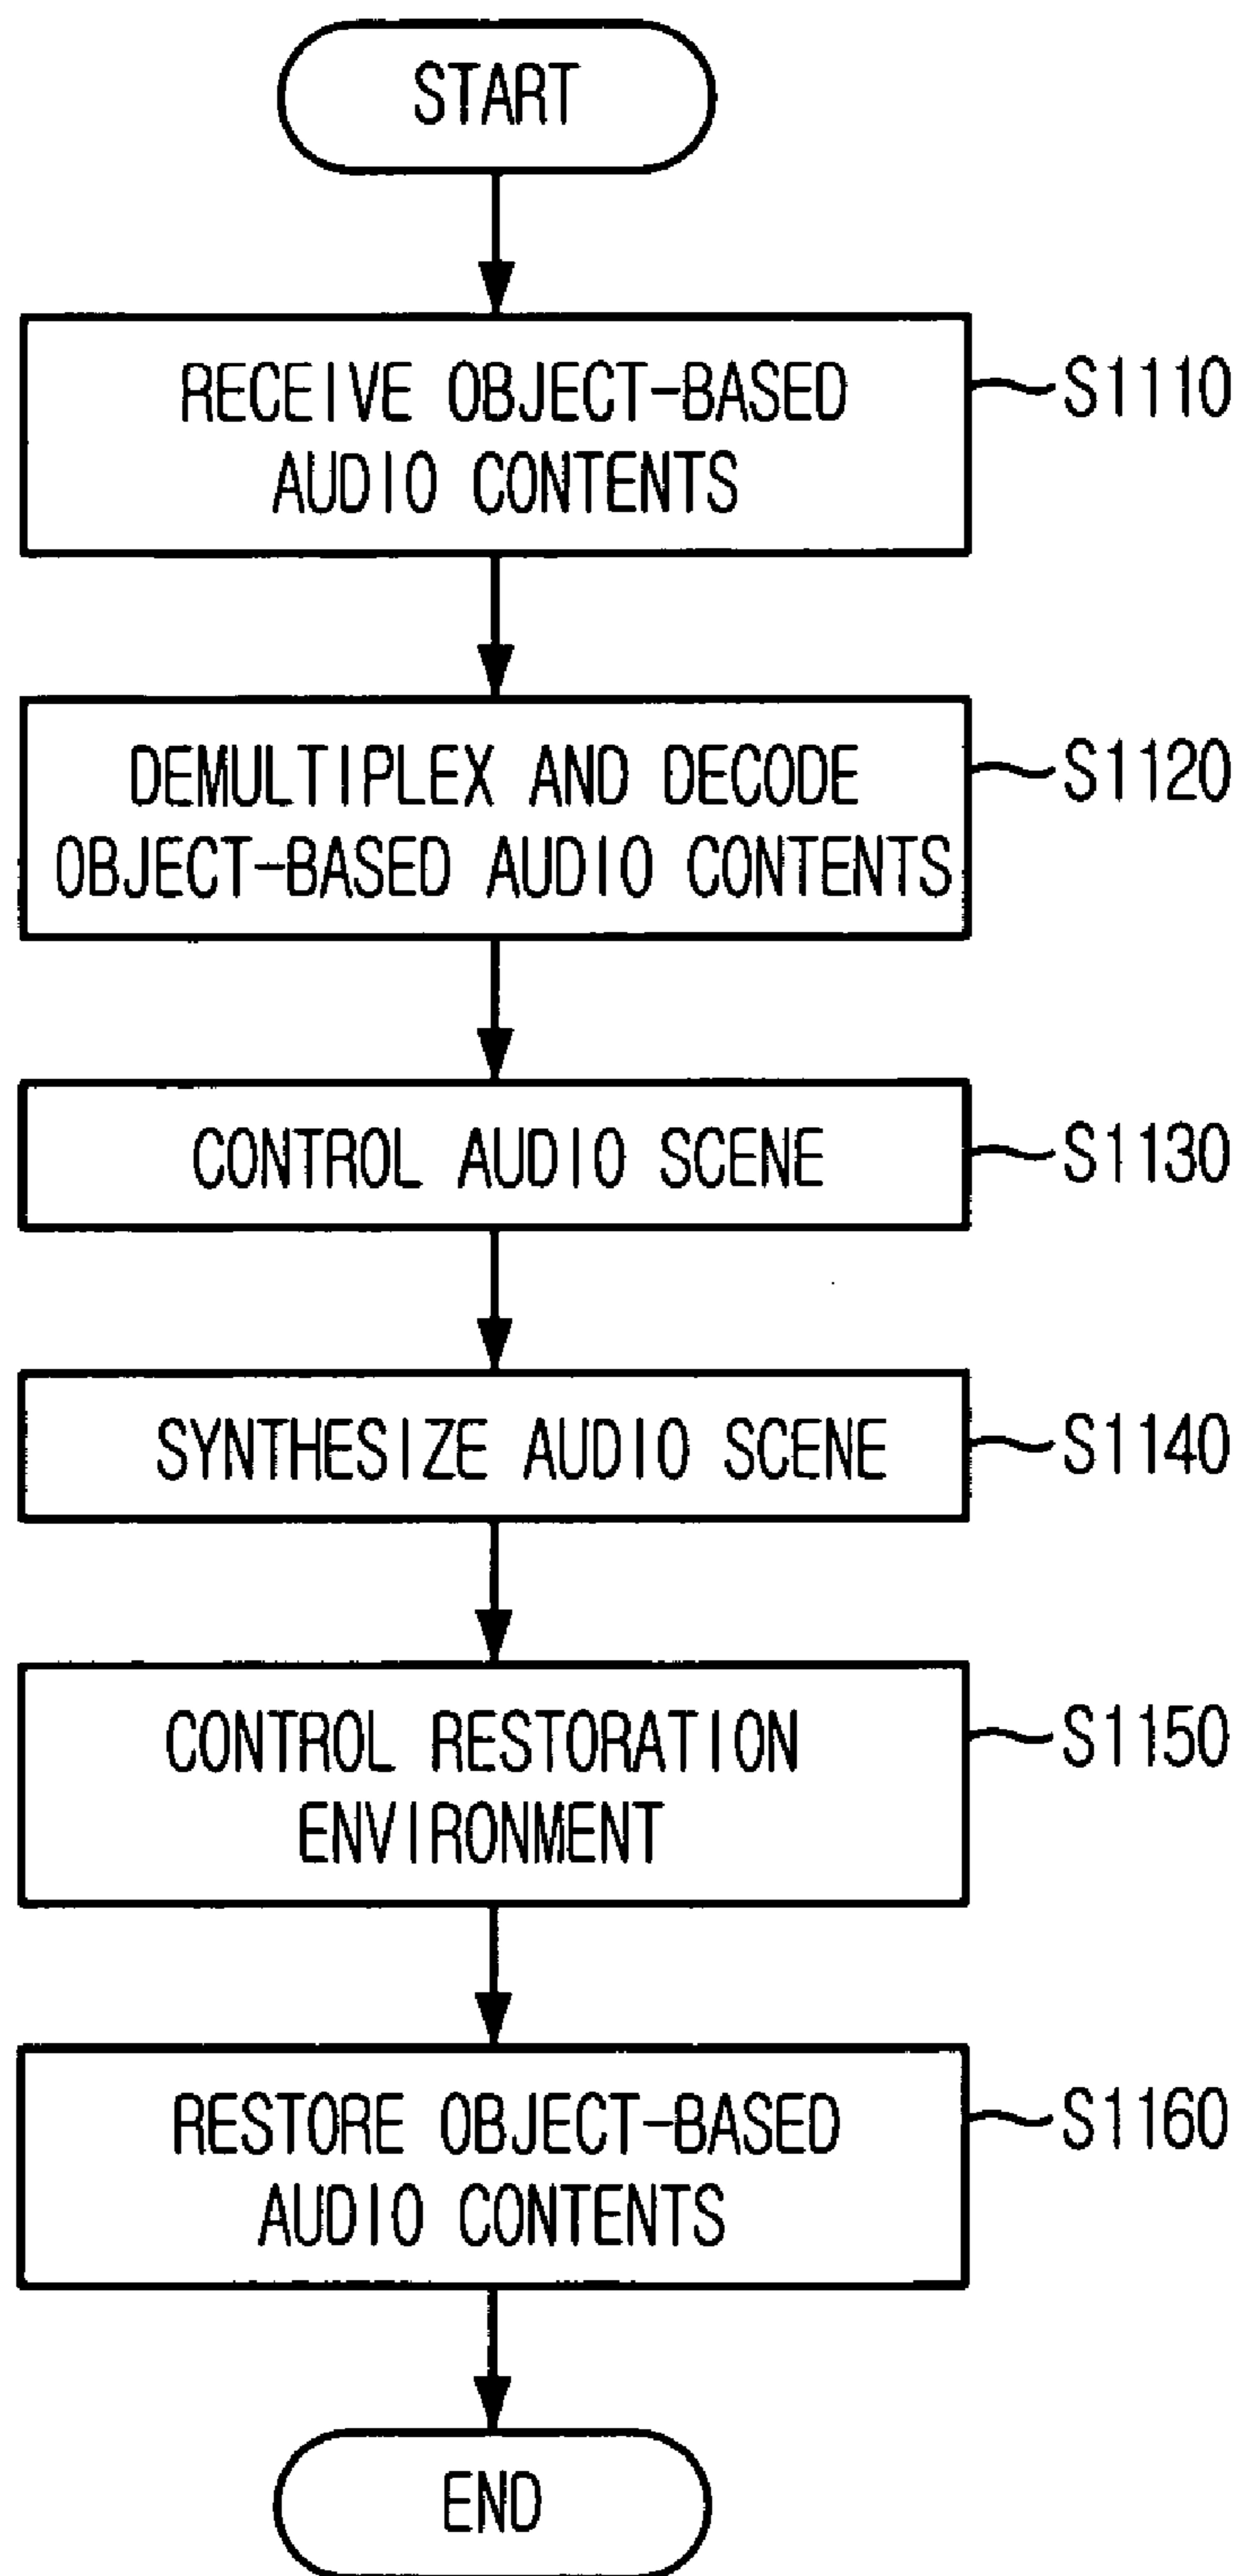 START
RECEIVE OBJECT-BASED
AUDIO CONTENTS
S1110
DEMULTIPLEX AND DECODE
OBJECT-BASED AUDIO CONTENTS
S1120
CONTROL AUDIO SCENE
S1130
SYNTHESIZE AUDIO SCENE
S1140
CONTROL RESTORATION
ENVIRONMENT
S1150
RESTORE OBJECT-BASED
AUDIO CONTENTS
S1160
END